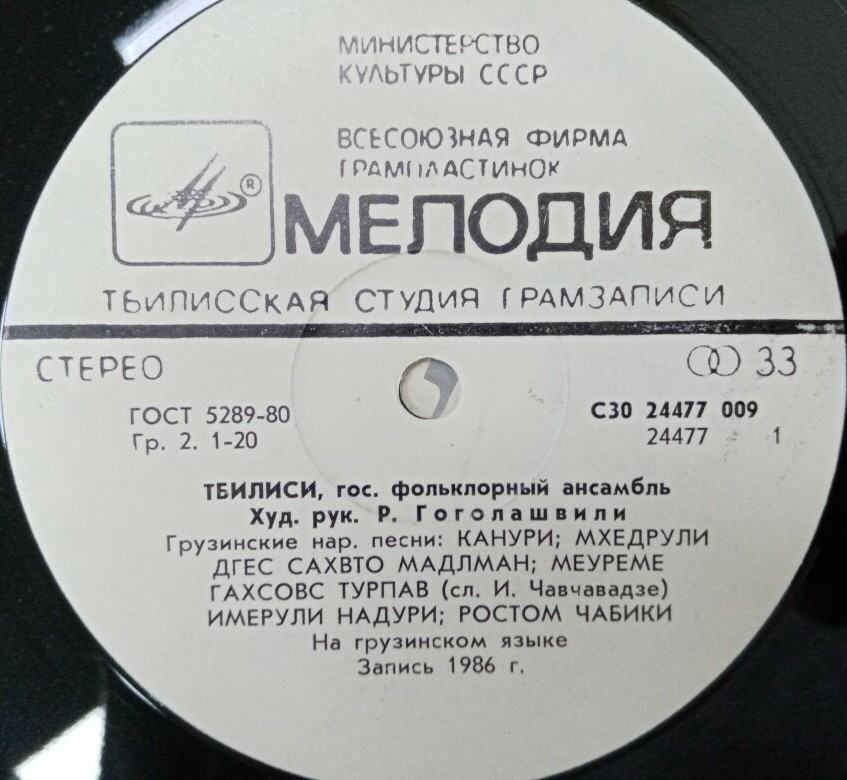 МИНИСТЕРСТВО
КУЛЬТУРЫ СССР
ВСЕСОЮЗНАЯ ФИРМА
ГРАМПЛАСТИНОК
®
МЕЛОДИЯ
ТБИЛИССКАЯ СТУДИЯ ГРАМЗАПИСИ
СТЕРЕО
33
ГОСТ 5289-80
Гр. 2. 1-20
С30 24477 009
24477 - 1
ТБИЛИСИ, гос. фольклорный ансамбль
Худ. рук. Р. Гоголашвили
Грузинские нар. песни: КАНУРИ; МХЕДРУЛИ
ДГЕС САХВТО МАДЛМАН; МЕУРЕМЕ
ГАХСОВС ТУРПАВ (сл. И. Чавчавадзе)
ИМЕРУЛИ НАДУРИ; РОСТОМ ЧАБИКИ
На грузинском языке
Запись 1986 г.